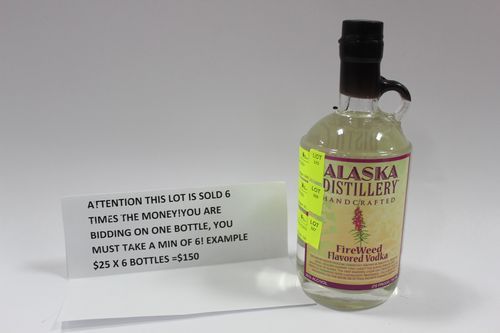 A!TENTION THIS LOT IS SOLD 6
TIMES THE MONEY!YOU ARE
BIDDING ON ONE BOTTLE, YOU
MUST TAKE A MIN OF 6! EXAMPLE
$25 X 6 BOTTLES =$150
LOT
LOT
LOT
ALASKA
DISTILLERY
HANDCRAFTED
FireWeed
Flavored Vodka